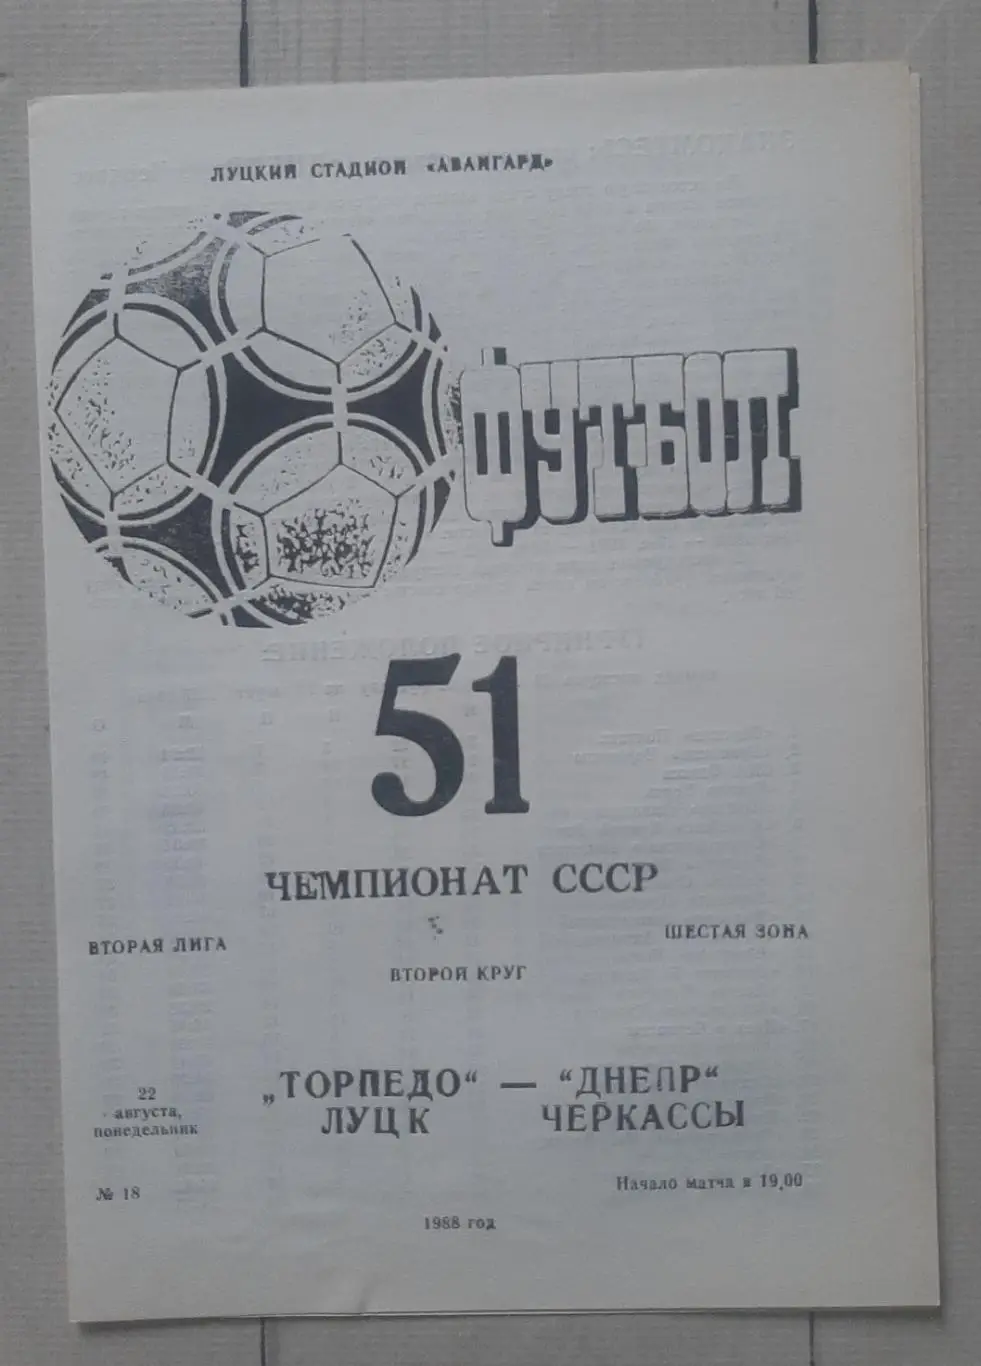 ЛУЦКИЙ СТАДИОН «АВАНГАРД»
ФУТБОЛ
51
ЧЕМПИОНАТ СССР
ВТОРАЯ ЛИГА
ШЕСТАЯ ЗОНА
ВТОРОЙ КРУГ
„ТОРПЕДО“ — “ДНЕПР“
ЛУЦК ЧЕРКАССЫ
22
августа,
понедельник
№ 18
Начало матча в 19,00
1988 год